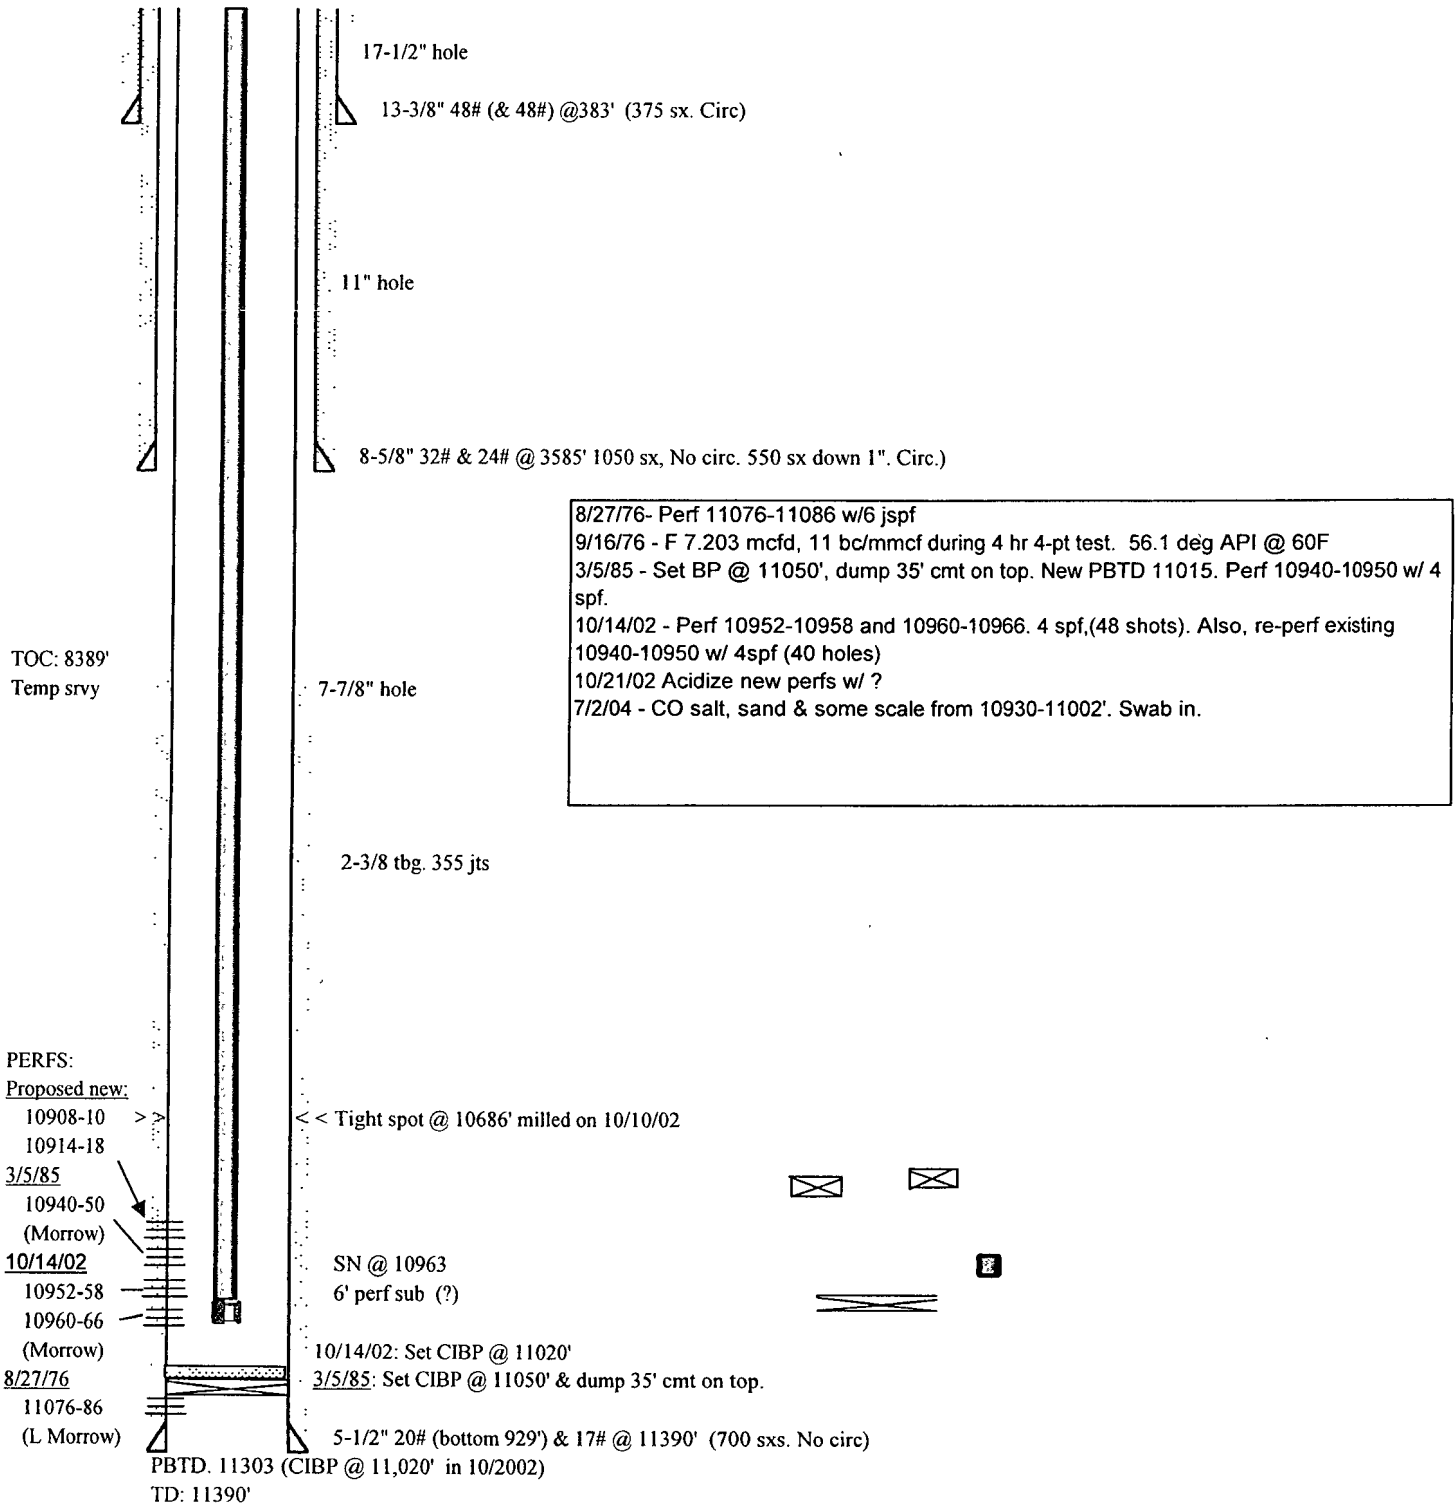 17-1/2" hole
13-3/8" 48# (& 48#) @383' (375 sx. Circ)
11" hole
8-5/8" 32# & 24# @ 3585' 1050 sx, No circ. 550 sx down 1". Circ.)
8/27/76- Perf 11076-11086 w/6 jspf
9/16/76 - F 7.203 mcfd, 11 bc/mmcf during 4 hr 4-pt test. 56.1 deg API @ 60F
3/5/85 - Set BP @ 11050', dump 35' cmt on top. New PBTD 11015. Perf 10940-10950 w/ 4
spf.
10/14/02 - Perf 10952-10958 and 10960-10966. 4 spf,(48 shots). Also, re-perf existing
10940-10950 w/ 4spf (40 holes)
10/21/02 Acidize new perfs w/ ?
7/2/04 - CO salt, sand & some scale from 10930-11002'. Swab in.
TOC: 8389'
Temp srvy
7-7/8" hole
2-3/8 tbg. 355 jts
PERFS:
Proposed new:
10908-10 > >
< < Tight spot @ 10686' milled on 10/10/02
10914-18
3/5/85
10940-50
(Morrow)
10/14/02
10952-58
10960-66
(Morrow)
SN @ 10963
6' perf sub (?)
10/14/02: Set CIBP @ 11020'
3/5/85: Set CIBP @ 11050' & dump 35' cmt on top.
8/27/76
11076-86
(L Morrow)
5-1/2" 20# (bottom 929') & 17# @ 11390' (700 sxs. No circ)
PBTD. 11303 (CIBP @ 11,020' in 10/2002)
TD: 11390'